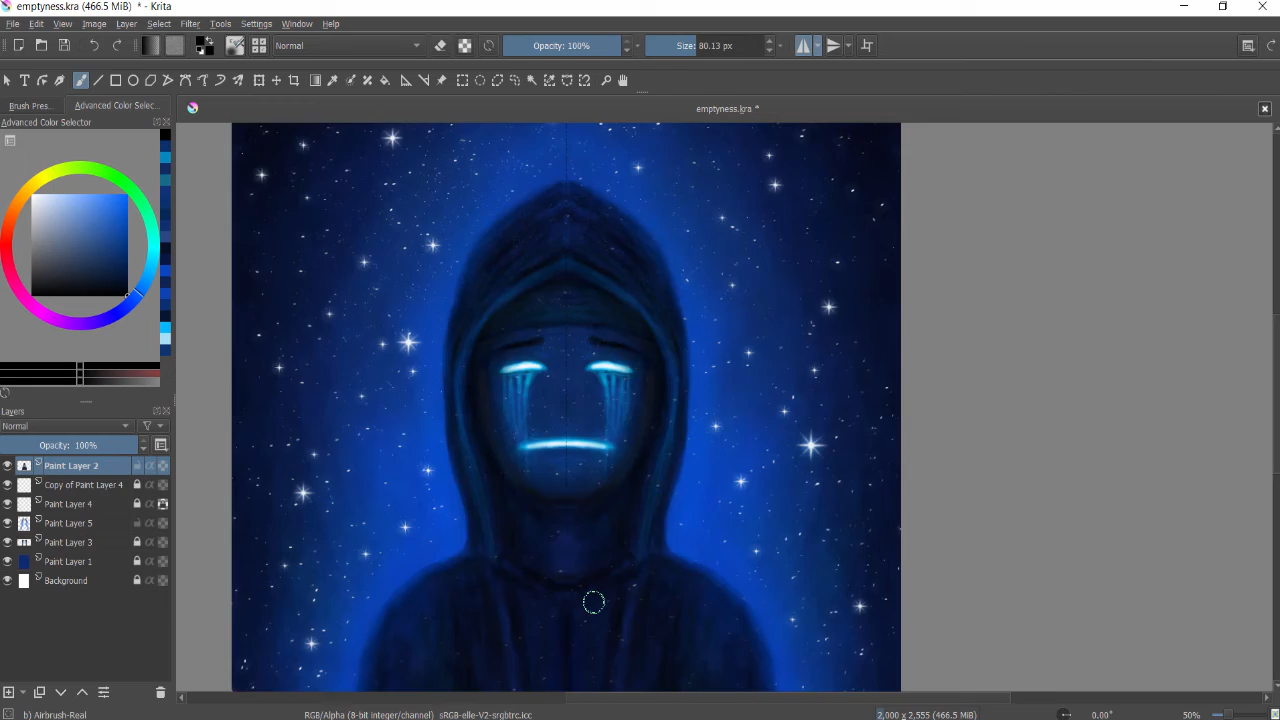 emptyness.kra (466.5 MiB) * - Krita
File Edit View Image Layer Select Filter Tools Settings Window Help
Normal Opacity: 100% Size: 80.13 px
Brush Pres... Advanced Color Selec... emptyness.kra *
Advanced Color Selector
Layers
Normal
Opacity: 100%
Paint Layer 2
Copy of Paint Layer 4
Paint Layer 4
Paint Layer 5
Paint Layer 3
Paint Layer 1
Background
b) Airbrush-Real RGB/Alpha (8-bit integer/channel) sRGB-elle-V2-srgbtrc.icc 2,000 x 2,555 (466.5 MiB) 0.00° 50%